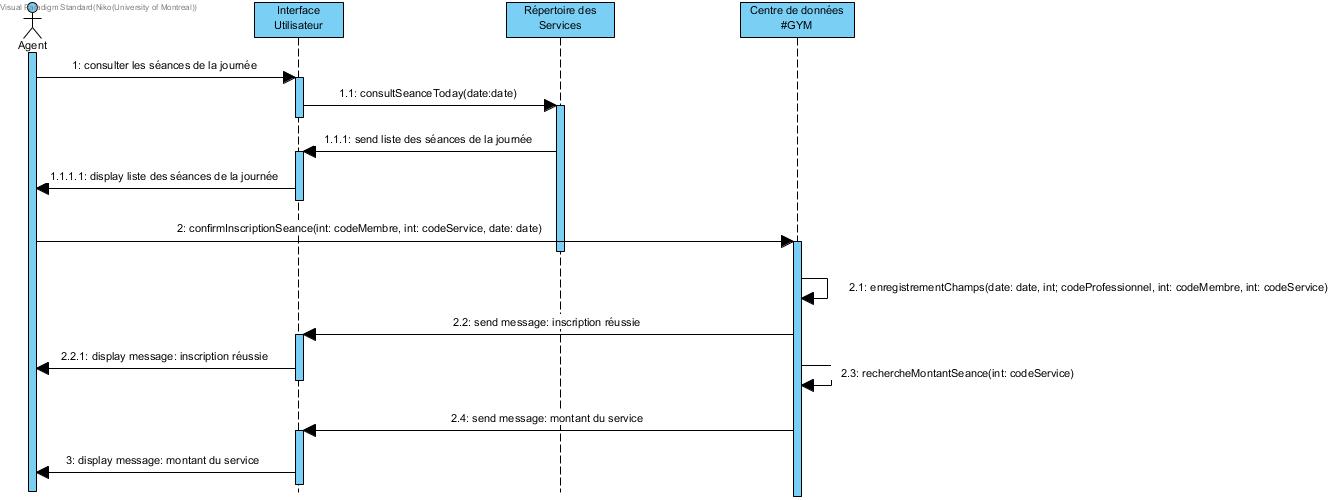 Visual Paradigm Standard(Niko(University of Montreal))
Agent
Interface
Utilisateur
Répertoire des
Services
Centre de données
#GYM
1: consulter les séances de la journée
1.1: consultSeanceToday(date:date)
1.1.1: send liste des séances de la journée
1.1.1.1: display liste des séances de la journée
2: confirmInscriptionSeance(int: codeMembre, int: codeService, date: date)
2.1: enregistrementChamps(date: date, int; codeProfessionnel, int: codeMembre, int: codeService)
2.2: send message: inscription réussie
2.2.1: display message: inscription réussie
2.3: rechercheMontantSeance(int: codeService)
2.4: send message: montant du service
3: display message: montant du service